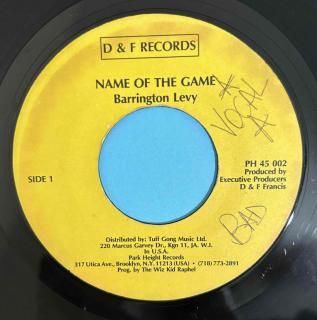 D & F RECORDS
NAME OF THE GAME
Barrington Levy
A
VOCAL
A
SIDE 1
PH 45 002
Produced by
Executive Producers
D & F Francis
BAD
Distributed by: Tuff Gong Music Ltd.
220 Marcus Garvey Dr., Kgn 11, JA. W.I.
In U.S.A.
Park Height Records
317 Utica Ave., Brooklyn, N.Y. 11213 (USA) • (718) 773-2891
Prog. by The Wiz Kid Raphel